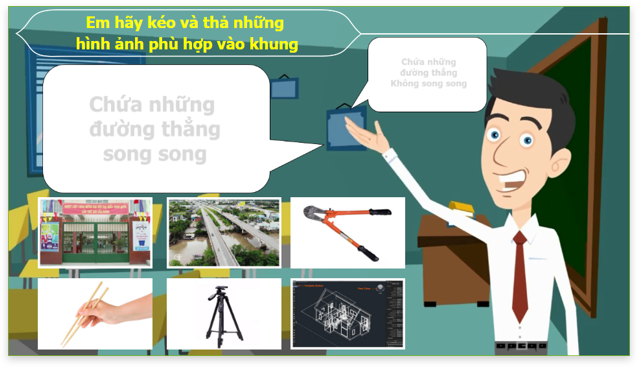 Em hãy kéo và thả những
hình ảnh phù hợp vào khung
Chứa những
đường thẳng
Không song song
Chứa những
đường thẳng
song song